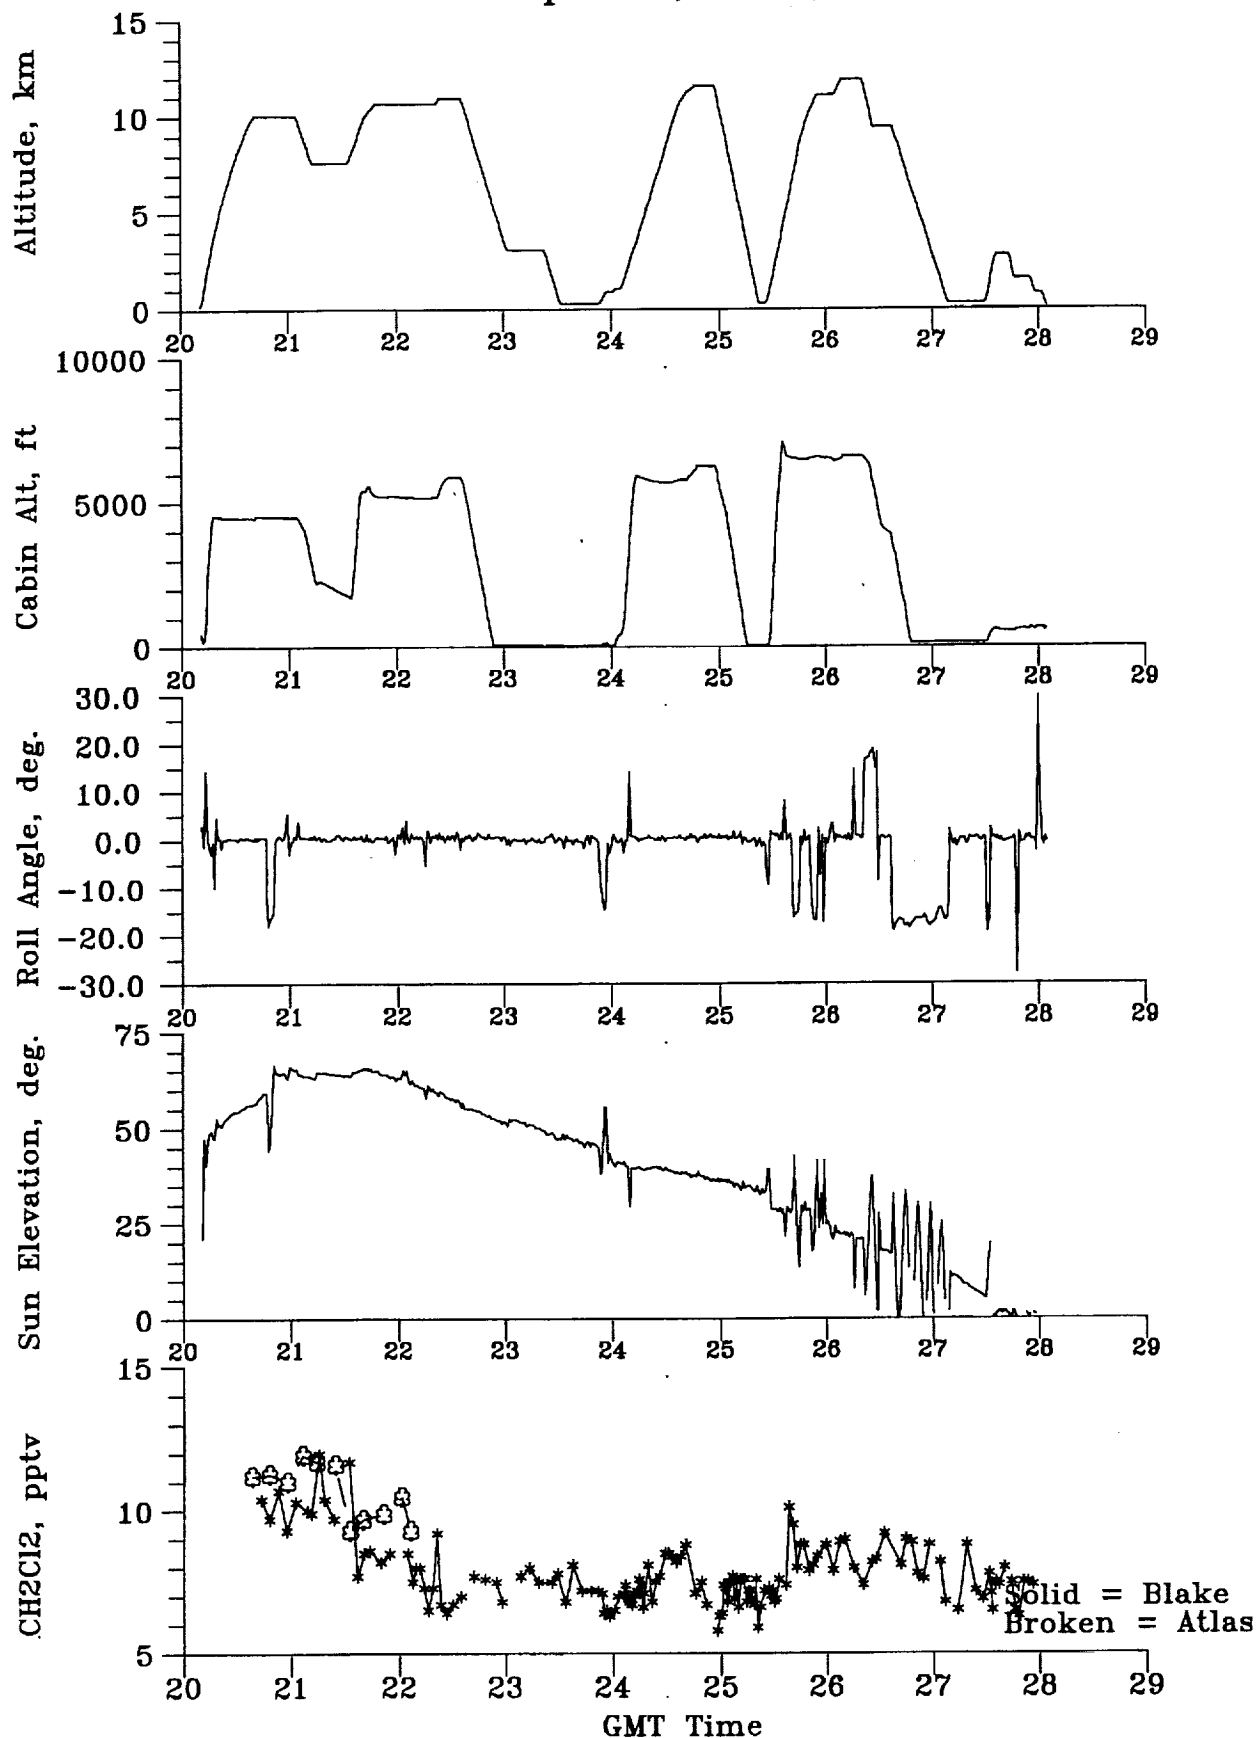 15
10
5
0
Altitude, km
20 21 22 23 24 25 26 27 28 29
10000
5000
0
Cabin Alt, ft
20 21 22 23 24 25 26 27 28 29
30.0
20.0
10.0
0.0
-10.0
-20.0
-30.0
Roll Angle, deg.
20 21 22 23 24 25 26 27 28 29
75
50
25
0
Sun Elevation, deg.
20 21 22 23 24 25 26 27 28 29
15
10
5
CH2Cl2, pptv
Solid = Blake
Broken = Atlas
20 21 22 23 24 25 26 27 28 29
GMT Time